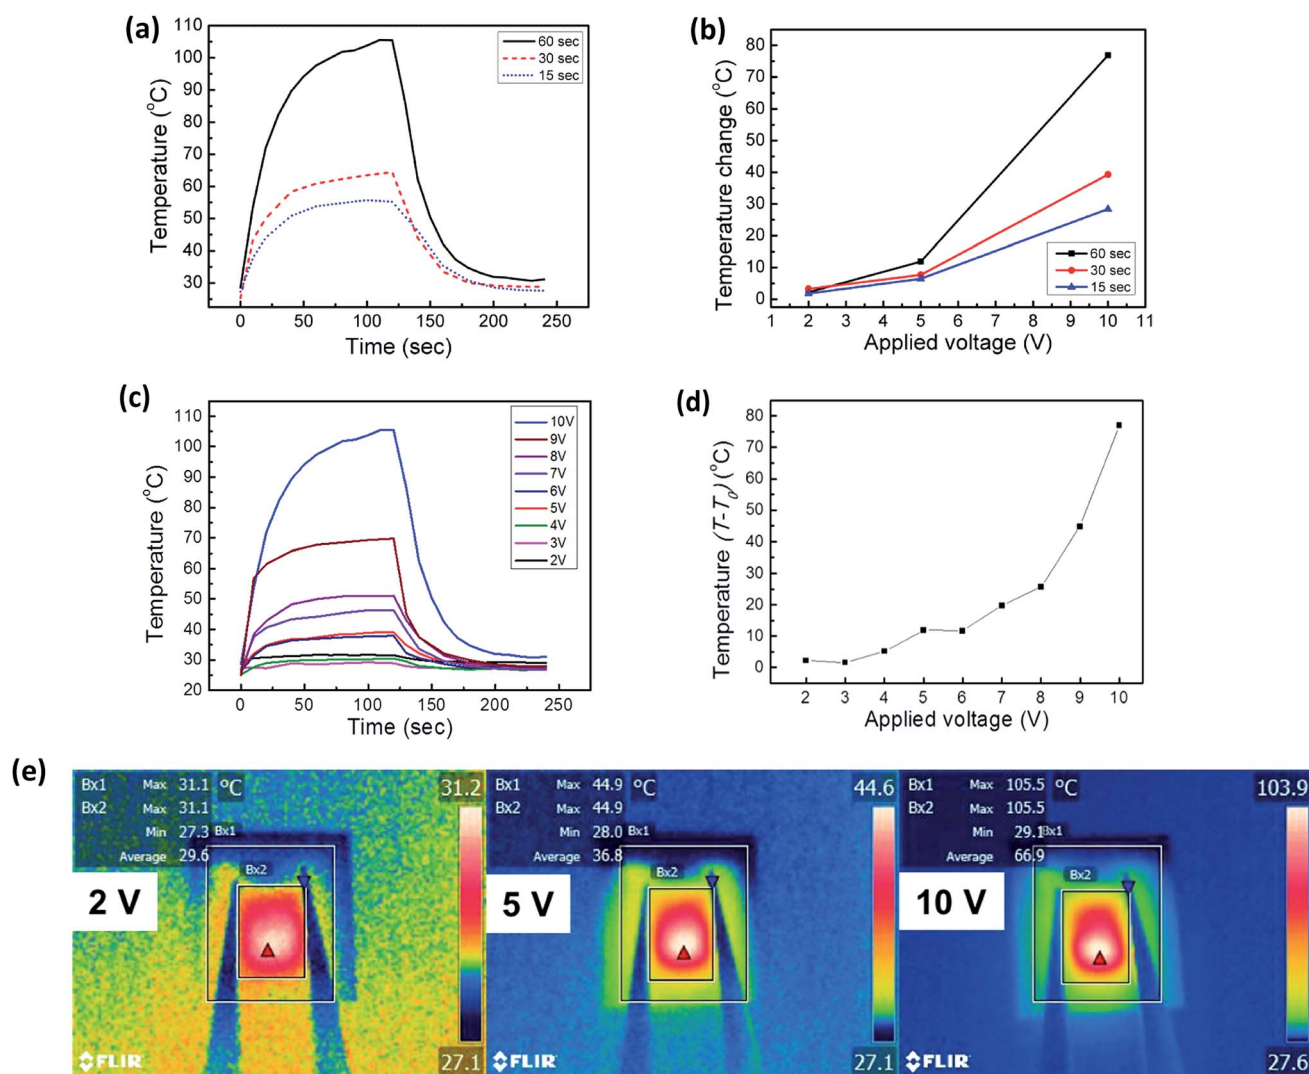 (a)
110
100
90
80
70
60
50
40
30
Temperature (°C)
0 50 100 150 200 250
Time (sec)
60 sec
30 sec
15 sec
(b)
80
70
60
50
40
30
20
10
0
Temperature change (°C)
1 2 3 4 5 6 7 8 9 10 11
Applied voltage (V)
60 sec
30 sec
15 sec
(c)
110
100
90
80
70
60
50
40
30
20
Temperature (°C)
0 50 100 150 200 250
Time (sec)
10V
9V
8V
7V
6V
5V
4V
3V
2V
(d)
80
70
60
50
40
30
20
10
0
Temperature (T-T0) (°C)
2 3 4 5 6 7 8 9 10
Applied voltage (V)
(e)
Bx1 Max 31.1 °C 31.2
Bx2 Max 31.1
Min 27.3
Bx1
Average 29.6
Bx2
2 V
FLIR 27.1
Bx1 Max 44.9 °C 44.6
Bx2 Max 44.9
Min 28.0
Bx1
Average 36.8
Bx2
5 V
FLIR 27.1
Bx1 Max 105.5 °C 103.9
Bx2 Max 105.5
Min 29.1
Bx1
Average 66.9
Bx2
10 V
FLIR 27.6